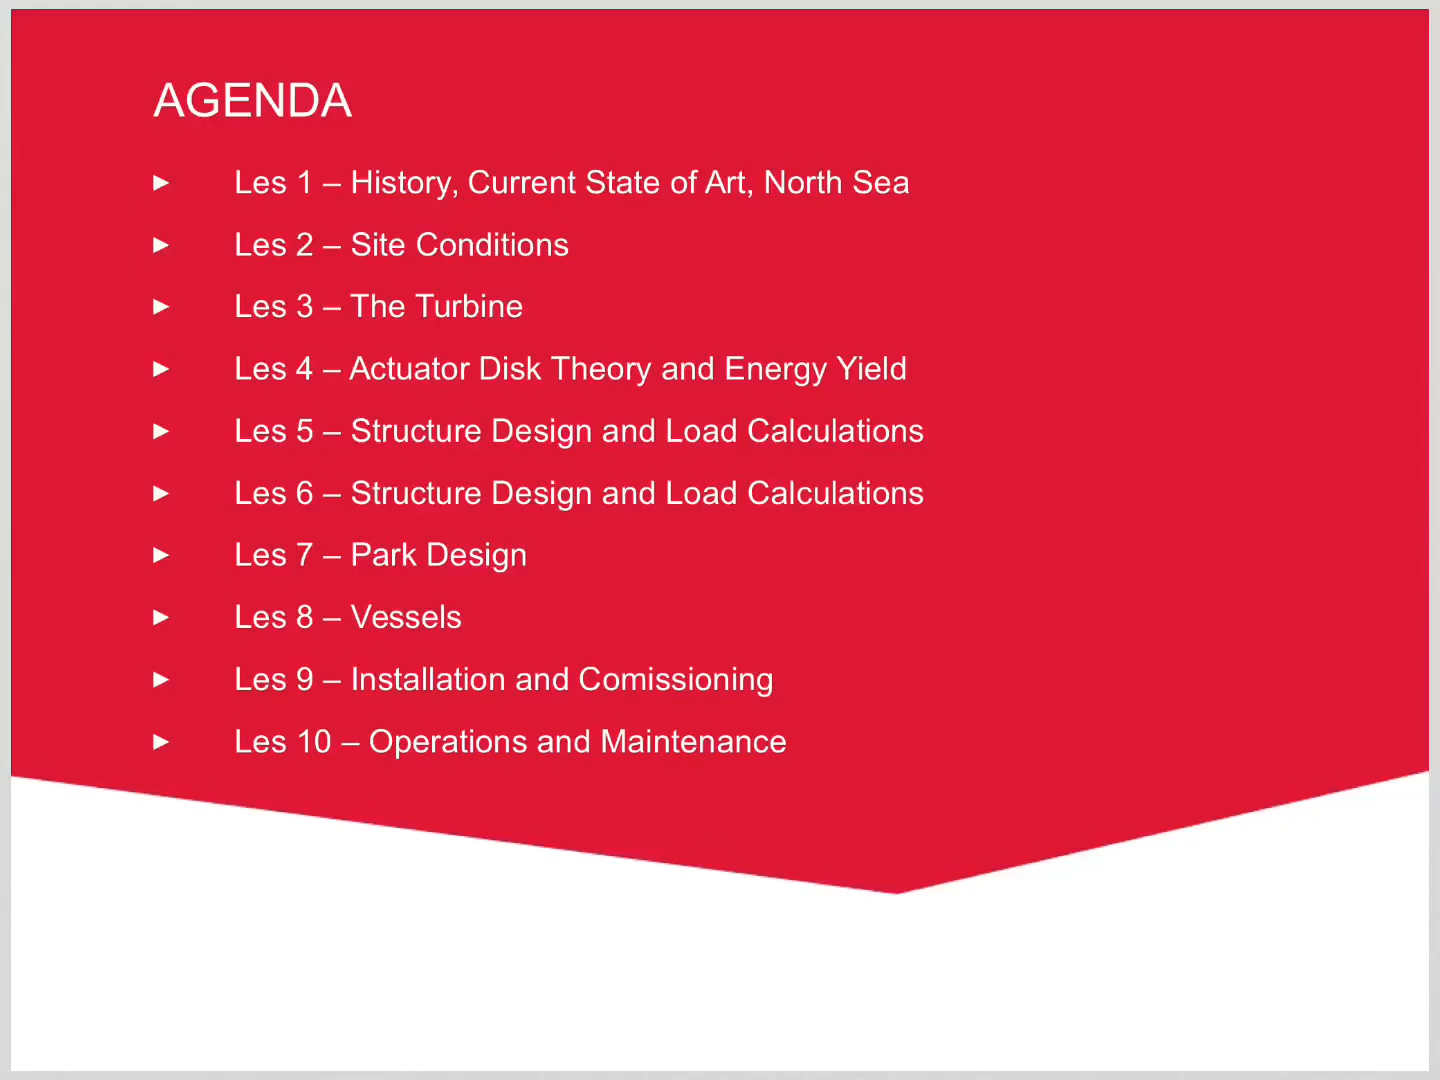 AGENDA
► Les 1 – History, Current State of Art, North Sea
► Les 2 – Site Conditions
► Les 3 – The Turbine
► Les 4 – Actuator Disk Theory and Energy Yield
► Les 5 – Structure Design and Load Calculations
► Les 6 – Structure Design and Load Calculations
► Les 7 – Park Design
► Les 8 – Vessels
► Les 9 – Installation and Comissioning
► Les 10 – Operations and Maintenance